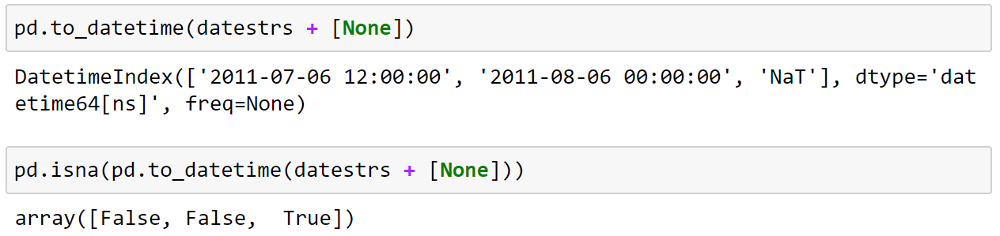 pd.to_datetime(datestrs + [None])
DatetimeIndex(['2011-07-06 12:00:00', '2011-08-06 00:00:00', 'NaT'], dtype='dat
etime64[ns]', freq=None)
pd.isna(pd.to_datetime(datestrs + [None]))
array([False, False,  True])